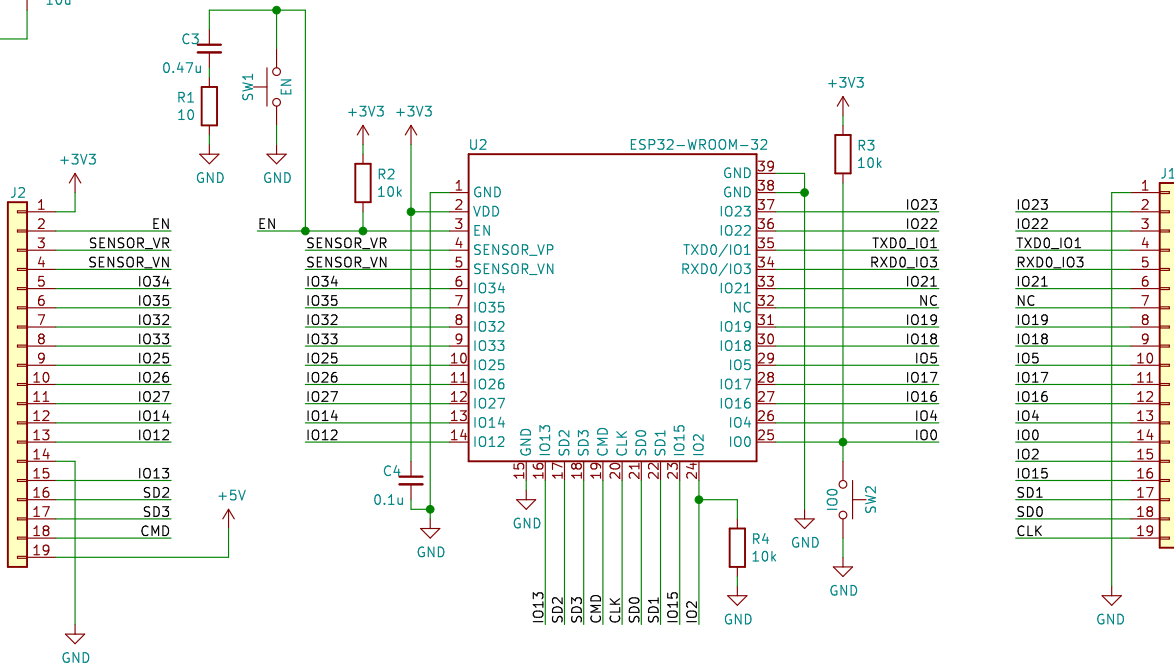 10u
C3
0.47u
R1
10
SW1
EN
GND
GND
+3V3
J2
1
2 EN
3 SENSOR_VR
4 SENSOR_VN
5 IO34
6 IO35
7 IO32
8 IO33
9 IO25
10 IO26
11 IO27
12 IO14
13 IO12
14
15 IO13
16 SD2
17 SD3
18 CMD
19
+5V
GND
+3V3
+3V3
R2
10k
EN
SENSOR_VR
SENSOR_VN
IO34
IO35
IO32
IO33
IO25
IO26
IO27
IO14
IO12
C4
0.1u
GND
U2
ESP32-WROOM-32
1 GND
2 VDD
3 EN
4 SENSOR_VP
5 SENSOR_VN
6 IO34
7 IO35
8 IO32
9 IO33
10 IO25
11 IO26
12 IO27
13 IO14
14 IO12
GND 15
IO13 16
SD2 17
SD3 18
CMD 19
CLK 20
SD0 21
SD1 22
IO15 23
IO2 24
GND 39
GND 38
IO23 37
IO22 36
TXD0/IO1 35
RXD0/IO3 34
IO21 33
NC 32
IO19 31
IO18 30
IO5 29
IO17 28
IO16 27
IO4 26
IO0 25
GND
IO13
SD2
SD3
CMD
CLK
SD0
SD1
IO15
IO2
R4
10k
GND
GND
+3V3
R3
10k
IO23
IO22
TXD0_IO1
RXD0_IO3
IO21
NC
IO19
IO18
IO5
IO17
IO16
IO4
IO0
IO0
SW2
GND
J1
1
IO23 2
IO22 3
TXD0_IO1 4
RXD0_IO3 5
IO21 6
NC 7
IO19 8
IO18 9
IO5 10
IO17 11
IO16 12
IO4 13
IO0 14
IO2 15
IO15 16
SD1 17
SD0 18
CLK 19
GND